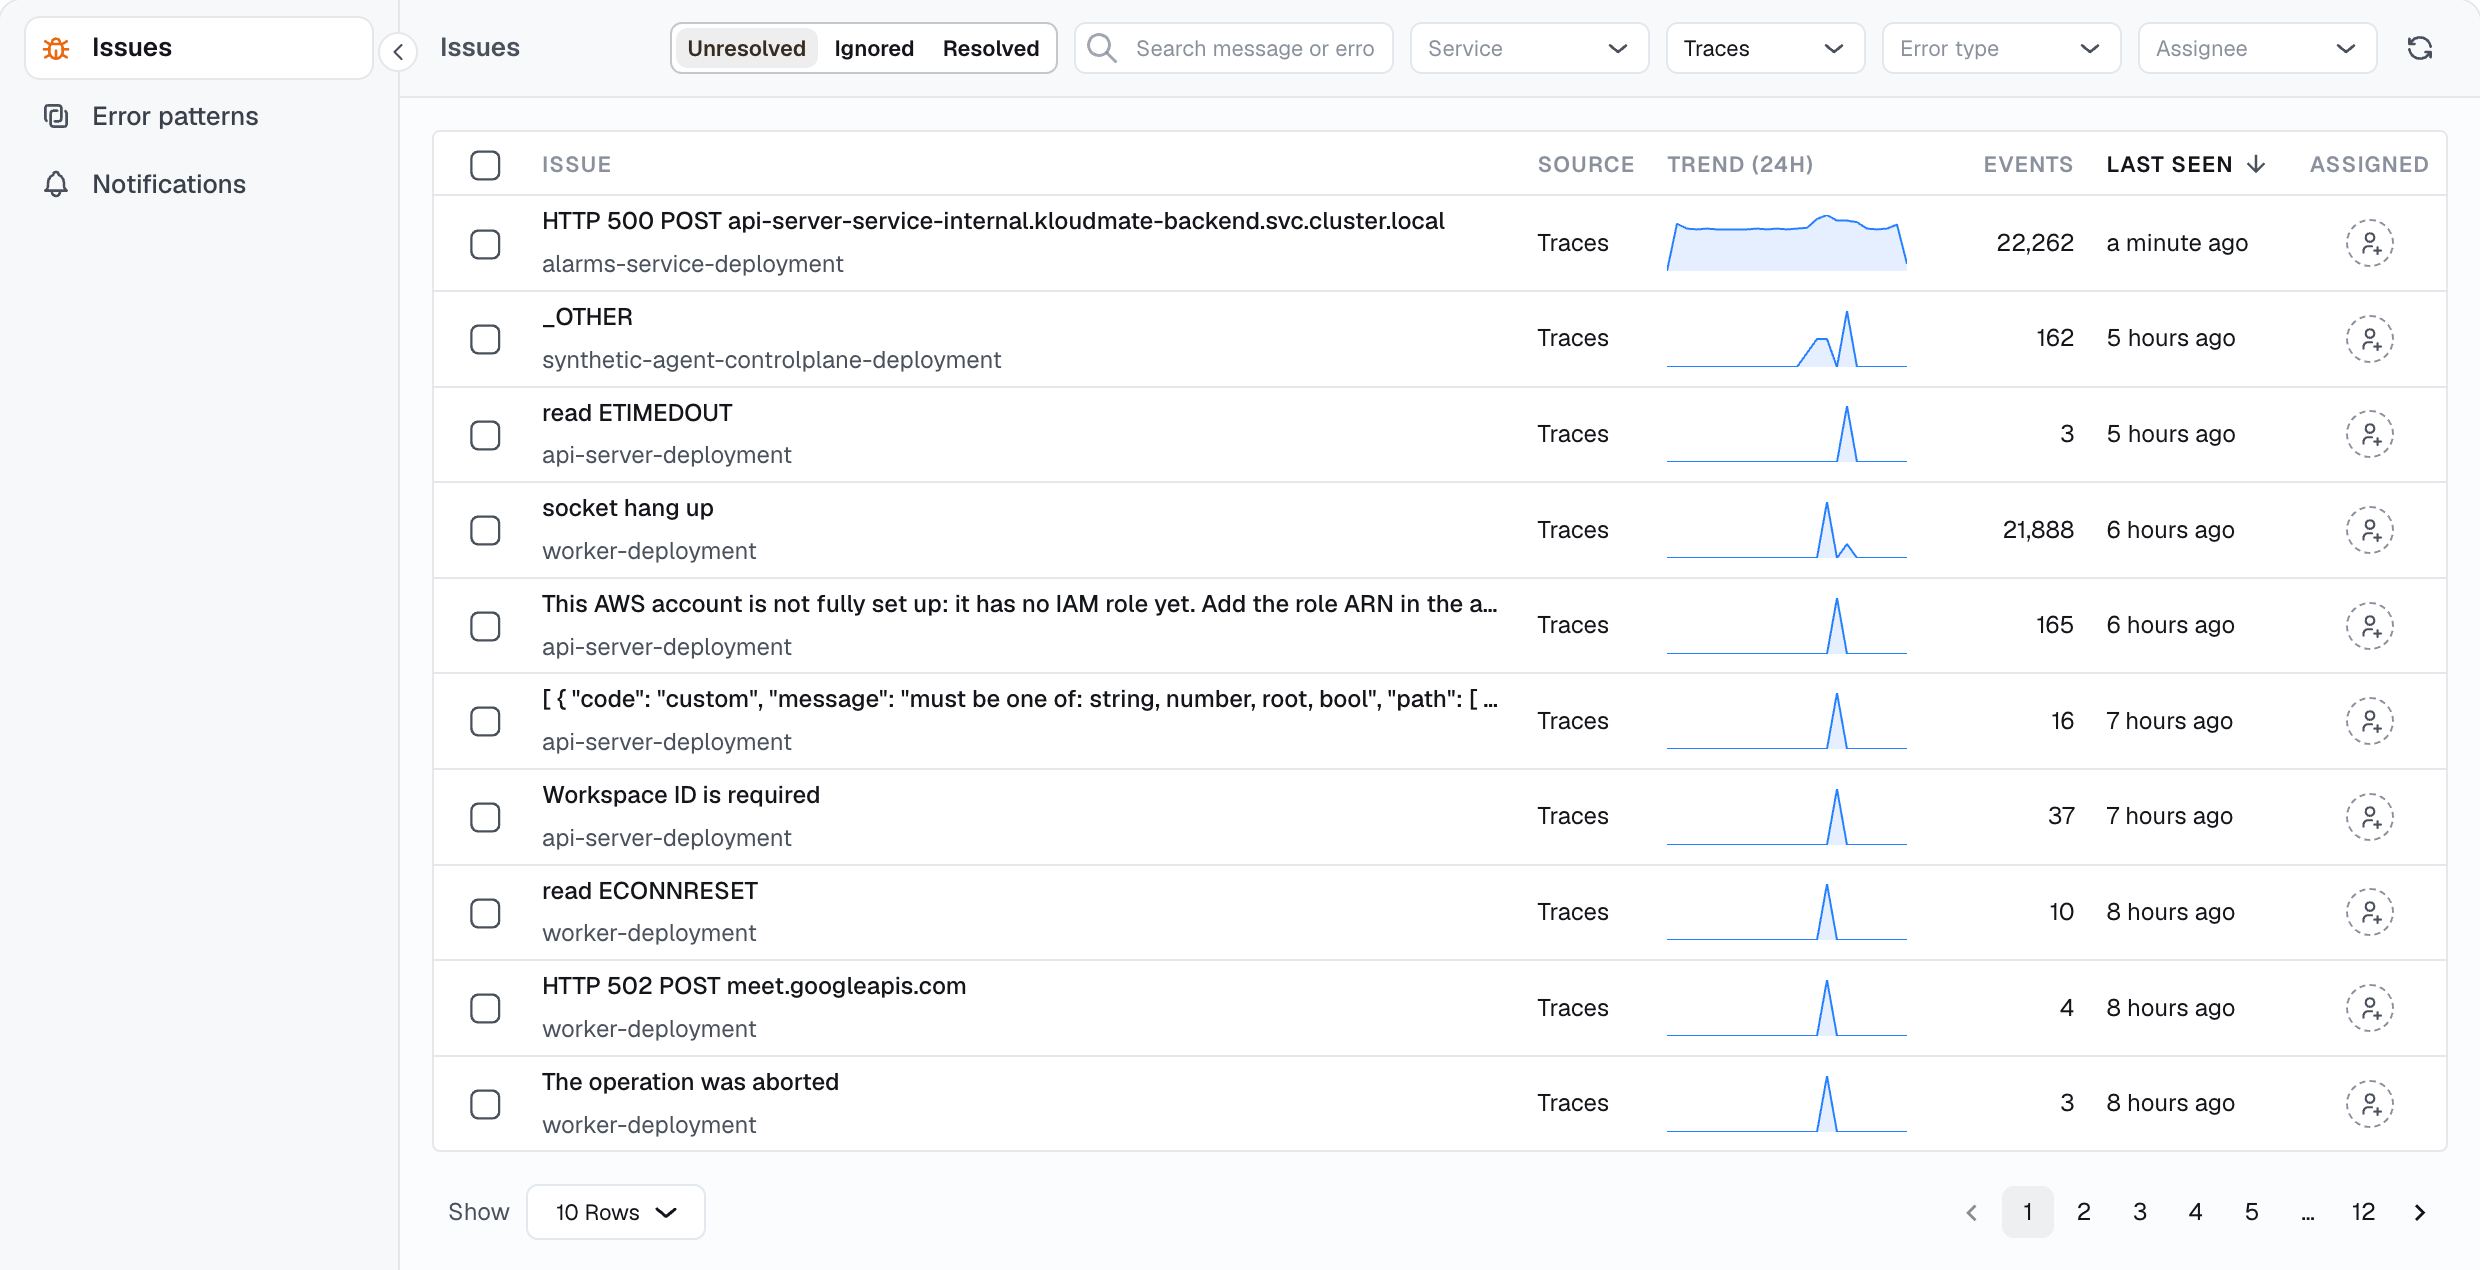 Issues
Error patterns
Notifications
Issues
Unresolved Ignored Resolved
Search message or erro
Service
Traces
Error type
Assignee
ISSUE SOURCE TREND (24H) EVENTS LAST SEEN ASSIGNED
HTTP 500 POST api-server-service-internal.kloudmate-backend.svc.cluster.local
alarms-service-deployment
Traces 22,262 a minute ago
_OTHER
synthetic-agent-controlplane-deployment
Traces 162 5 hours ago
read ETIMEDOUT
api-server-deployment
Traces 3 5 hours ago
socket hang up
worker-deployment
Traces 21,888 6 hours ago
This AWS account is not fully set up: it has no IAM role yet. Add the role ARN in the a...
api-server-deployment
Traces 165 6 hours ago
[ { "code": "custom", "message": "must be one of: string, number, root, bool", "path": [ ...
api-server-deployment
Traces 16 7 hours ago
Workspace ID is required
api-server-deployment
Traces 37 7 hours ago
read ECONNRESET
worker-deployment
Traces 10 8 hours ago
HTTP 502 POST meet.googleapis.com
worker-deployment
Traces 4 8 hours ago
The operation was aborted
worker-deployment
Traces 3 8 hours ago
Show 10 Rows
1 2 3 4 5 ... 12